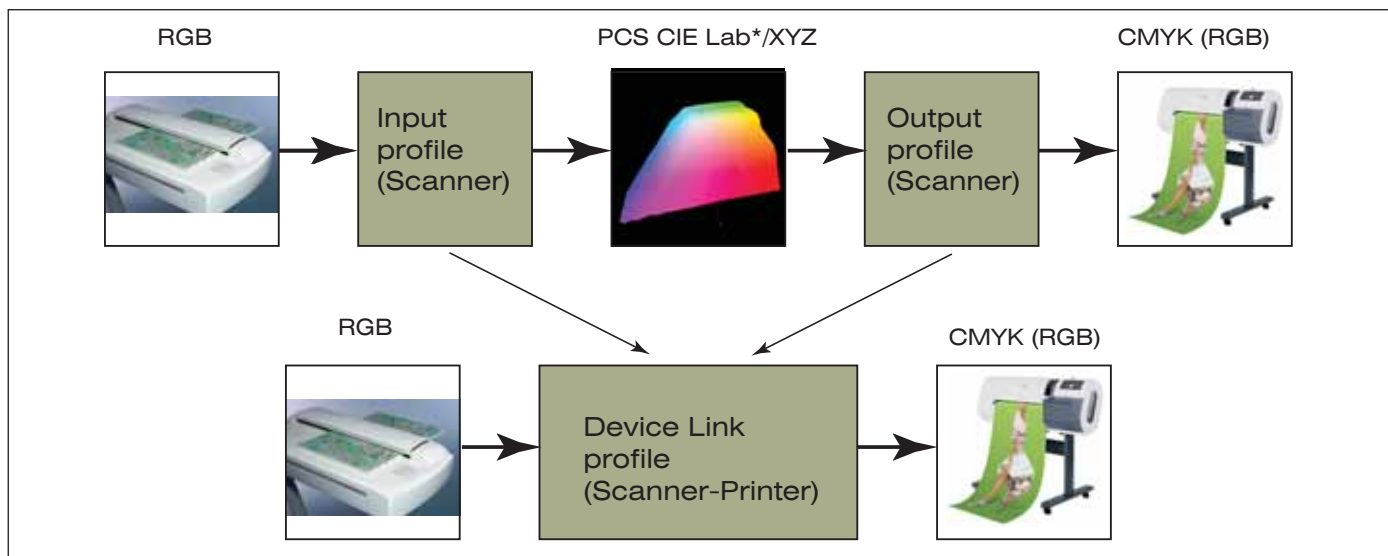 RGB
PCS CIE Lab*/XYZ
CMYK (RGB)
Input
profile
(Scanner)
Output
profile
(Scanner)
RGB
CMYK (RGB)
Device Link
profile
(Scanner-Printer)